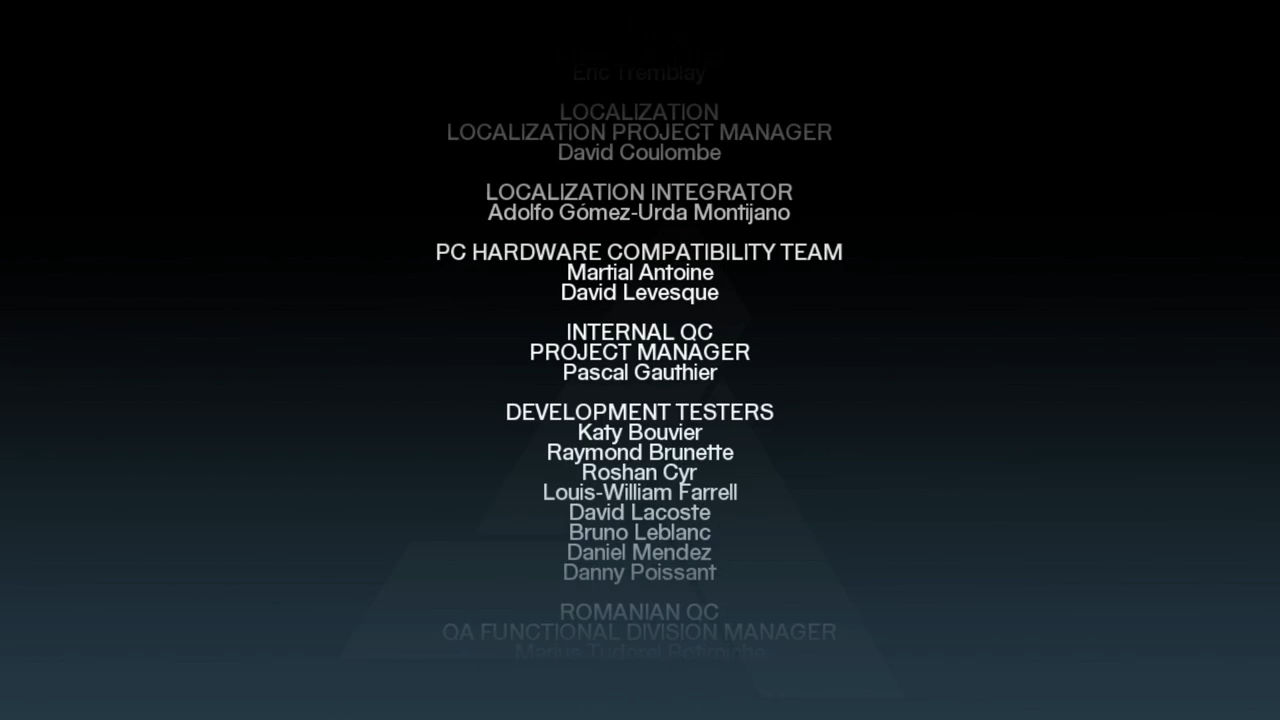 Eric Tremblay
LOCALIZATION
LOCALIZATION PROJECT MANAGER
David Coulombe
LOCALIZATION INTEGRATOR
Adolfo Gómez-Urda Montijano
PC HARDWARE COMPATIBILITY TEAM
Martial Antoine
David Levesque
INTERNAL QC
PROJECT MANAGER
Pascal Gauthier
DEVELOPMENT TESTERS
Katy Bouvier
Raymond Brunette
Roshan Cyr
Louis-William Farrell
David Lacoste
Bruno Leblanc
Daniel Mendez
Danny Poissant
ROMANIAN QC
QA FUNCTIONAL DIVISION MANAGER
Marius Tudorel